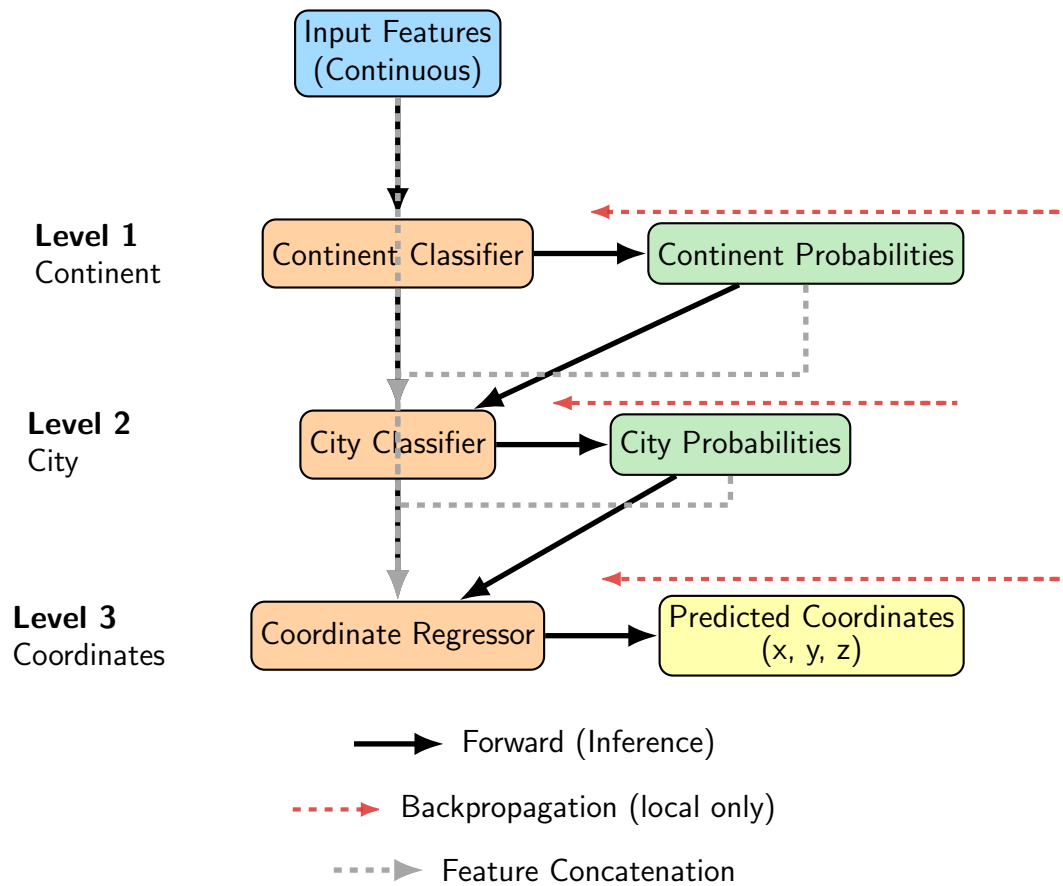 Input Features
(Continuous)
Level 1
Continent
Continent Classifier
Continent Probabilities
Level 2
City
City Classifier
City Probabilities
Level 3
Coordinates
Coordinate Regressor
Predicted Coordinates
(x, y, z)
Forward (Inference)
Backpropagation (local only)
Feature Concatenation